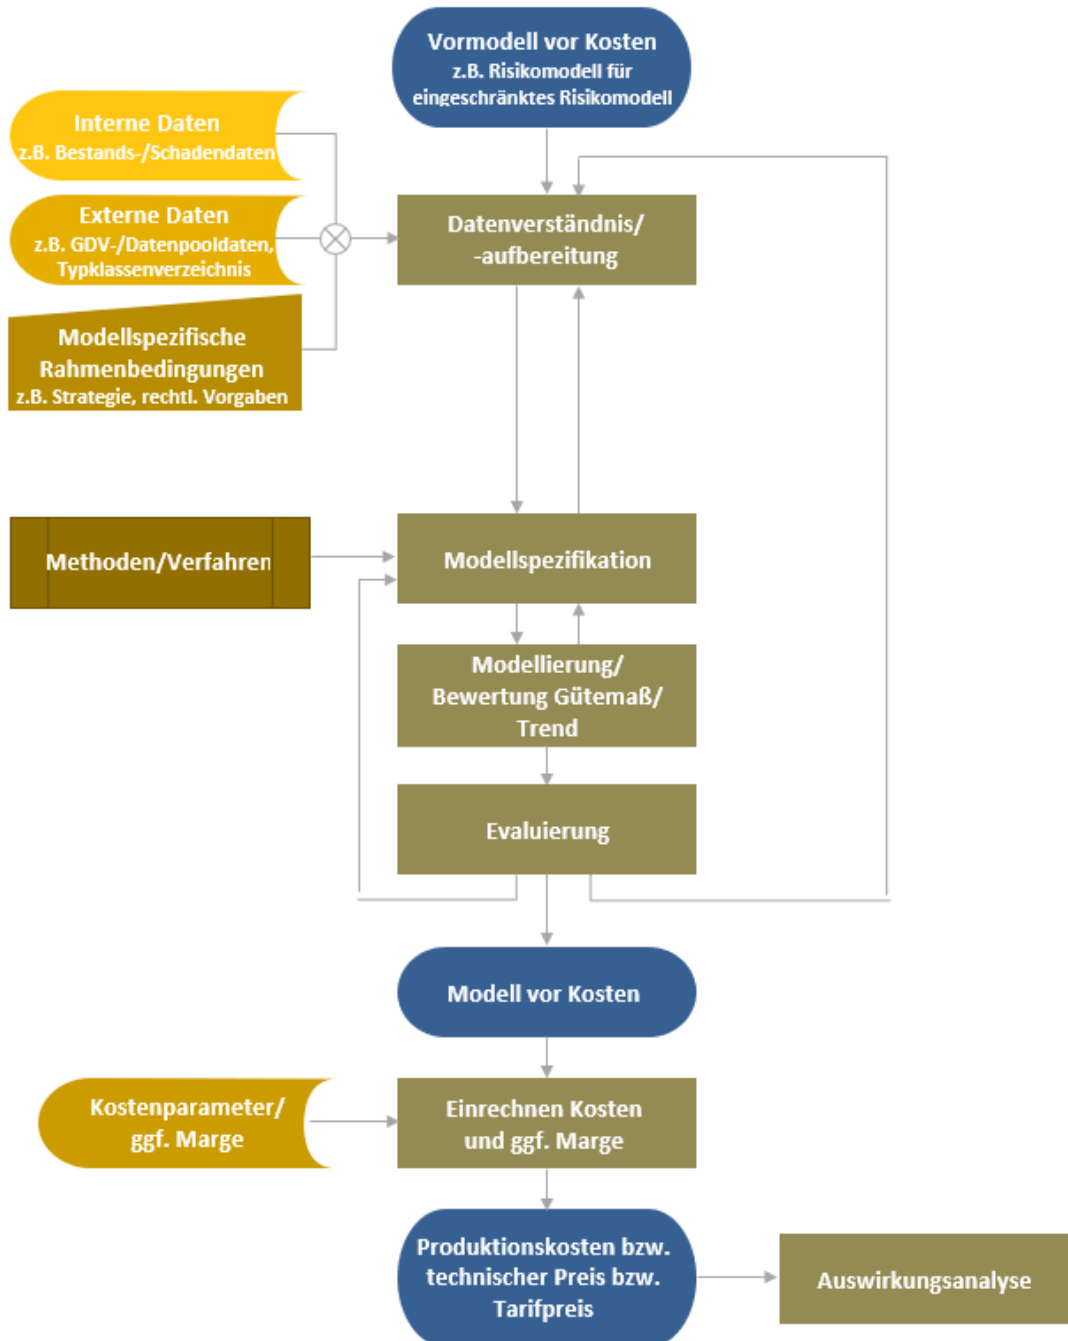 Vormodell vor Kosten
z.B. Risikomodell für
eingeschränktes Risikomodell
Interne Daten
z.B. Bestands-/Schadendaten
Externe Daten
z.B. GDV-/Datenpooldaten,
Typklassenverzeichnis
Datenverständnis/
-aufbereitung
Modellspezifische
Rahmenbedingungen
z.B. Strategie, rechtl. Vorgaben
Methoden/Verfahren
Modellspezifikation
Modellierung/
Bewertung Gütemaß/
Trend
Evaluierung
Modell vor Kosten
Kostenparameter/
ggf. Marge
Einrechnen Kosten
und ggf. Marge
Produktionskosten bzw.
technischer Preis bzw.
Tarifpreis
Auswirkungsanalyse